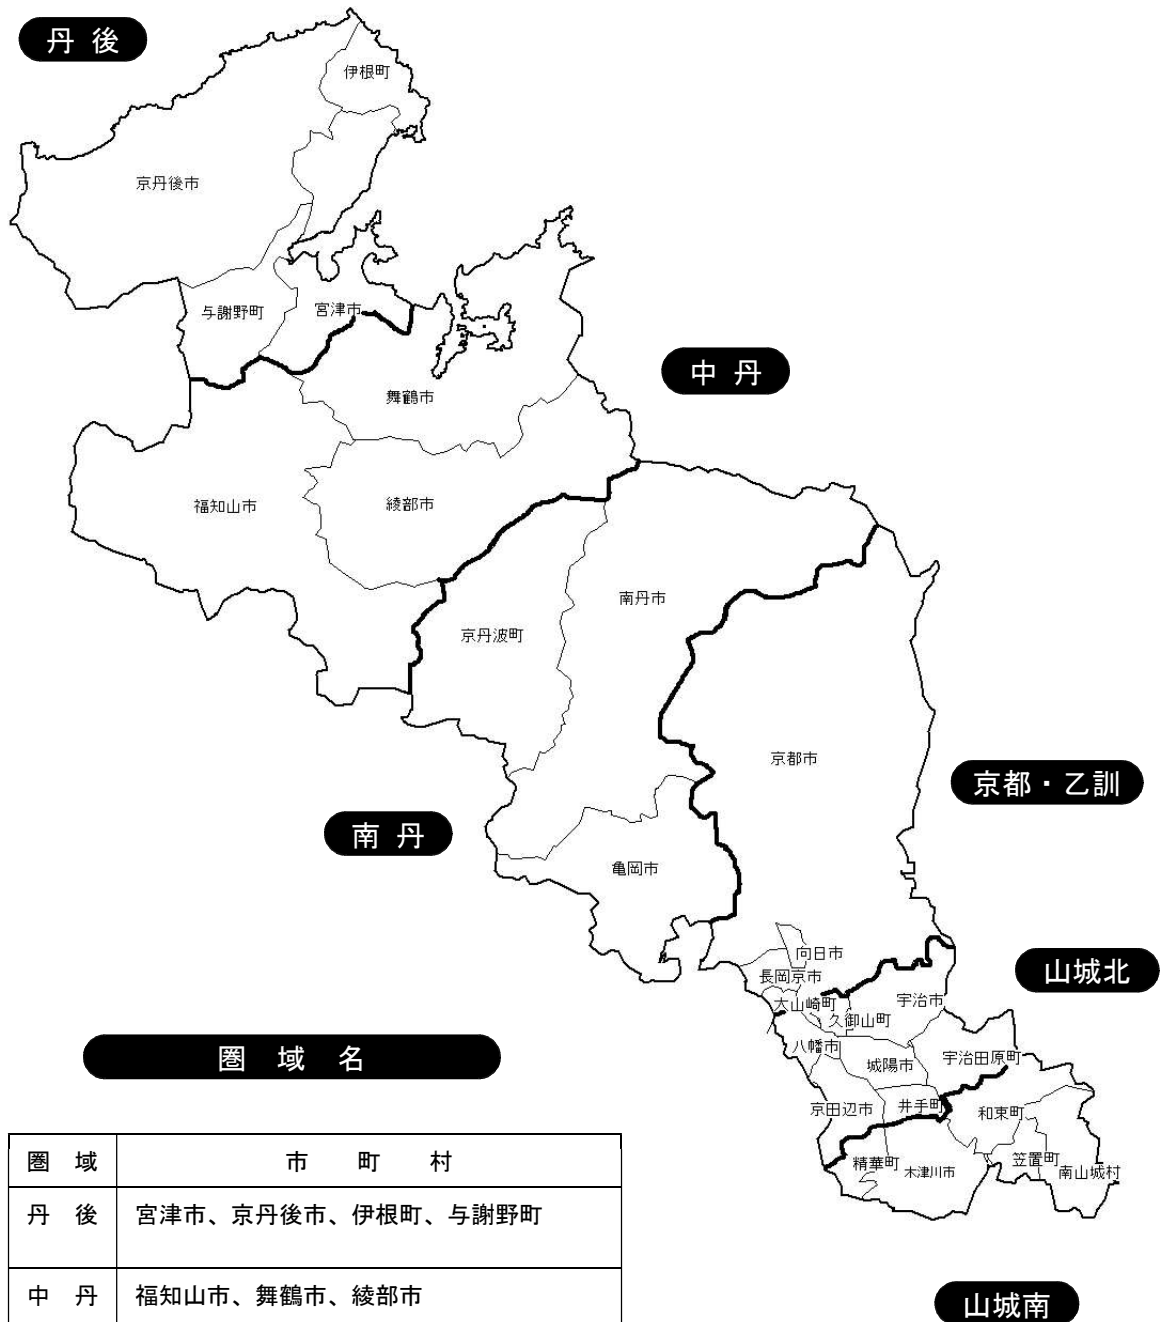 丹 後
伊根町
京丹後市
与謝野町
宮津市
中 丹
舞鶴市
福知山市
綾部市
南丹市
京丹波町
京都市
京都・乙訓
南 丹
亀岡市
向日市
山城北
長岡京市
大山崎町
宇治市
久御山町
八幡市
宇治田原町
城陽市
圏 域 名
京田辺市
井手町
和束町
精華町
木津川市
笠置町
南山城村
圏 域 市 町 村
丹 後 宮津市、京丹後市、伊根町、与謝野町
中 丹 福知山市、舞鶴市、綾部市
山城南